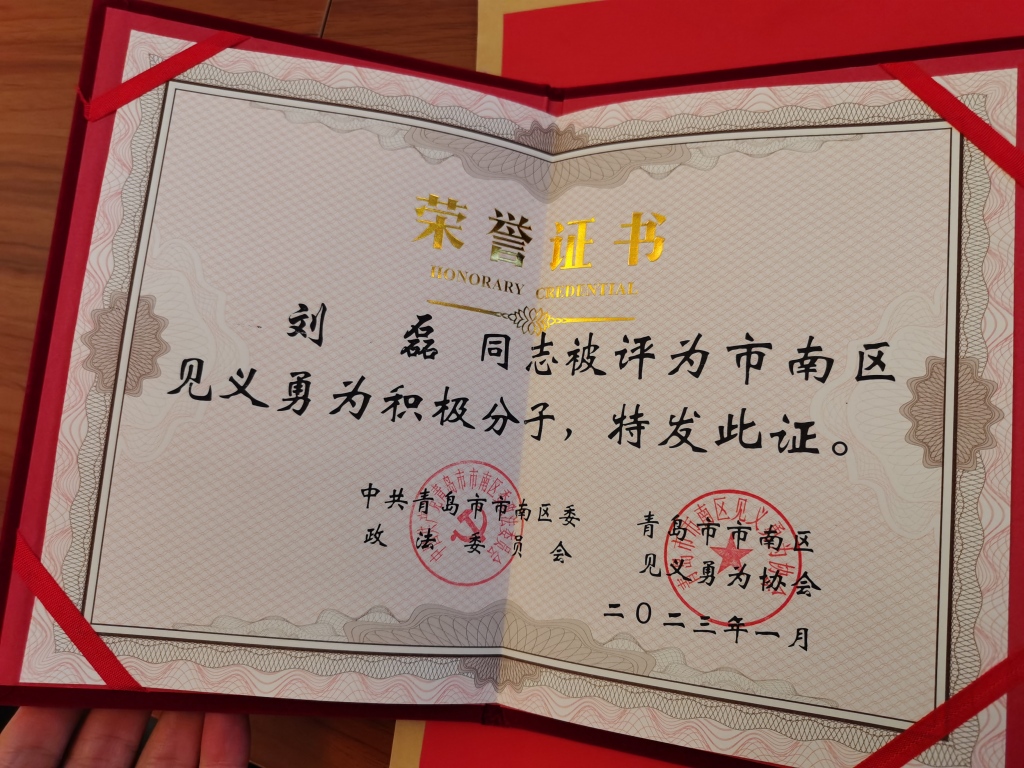 荣誉证书
HONORARY CREDENTIAL
刘磊同志被评为市南区
见义勇为积极分子，特发此证。
中共青岛市市南区委
政法委员会
青岛市市南区
见义勇为协会
二〇二三年一月